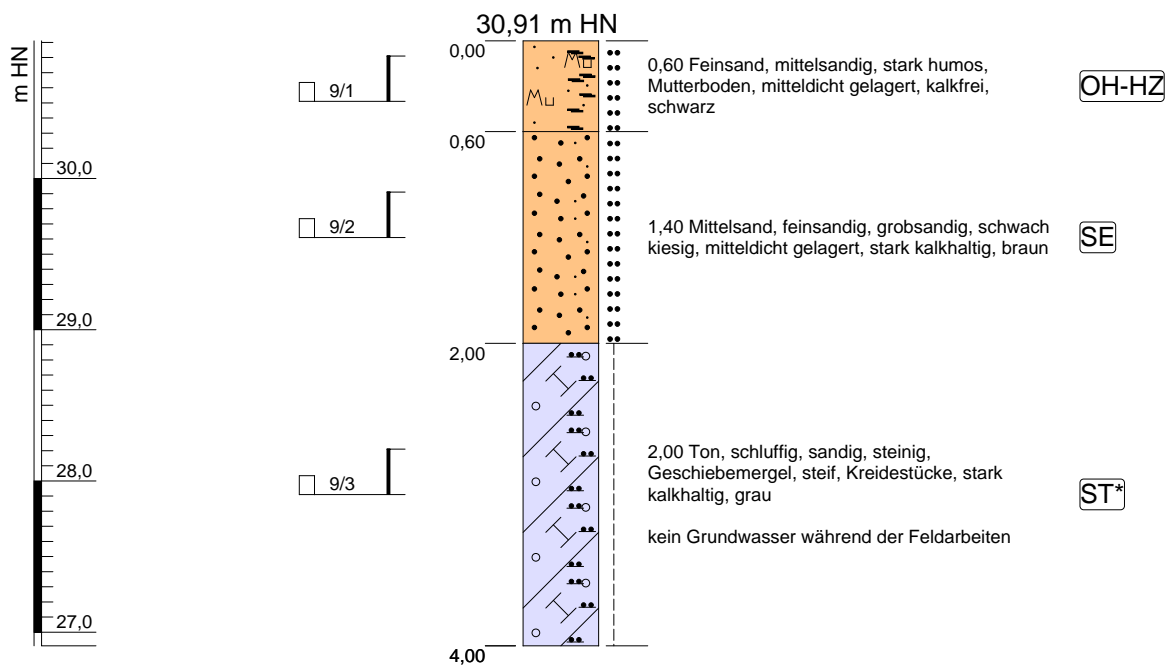 30,91 m HN
m HN
0,00
0,60 Feinsand, mittelsandig, stark humos,
Mutterboden, mitteldicht gelagert, kalkfrei,
schwarz
OH-HZ
9/1
0,60
30,0
9/2
1,40 Mittelsand, feinsandig, grobsandig, schwach
kiesig, mitteldicht gelagert, stark kalkhaltig, braun
SE
29,0
2,00
2,00 Ton, schluffig, sandig, steinig,
Geschiebemergel, steif, Kreidestücke, stark
kalkhaltig, grau
28,0
9/3
ST*
kein Grundwasser während der Feldarbeiten
27,0
4,00